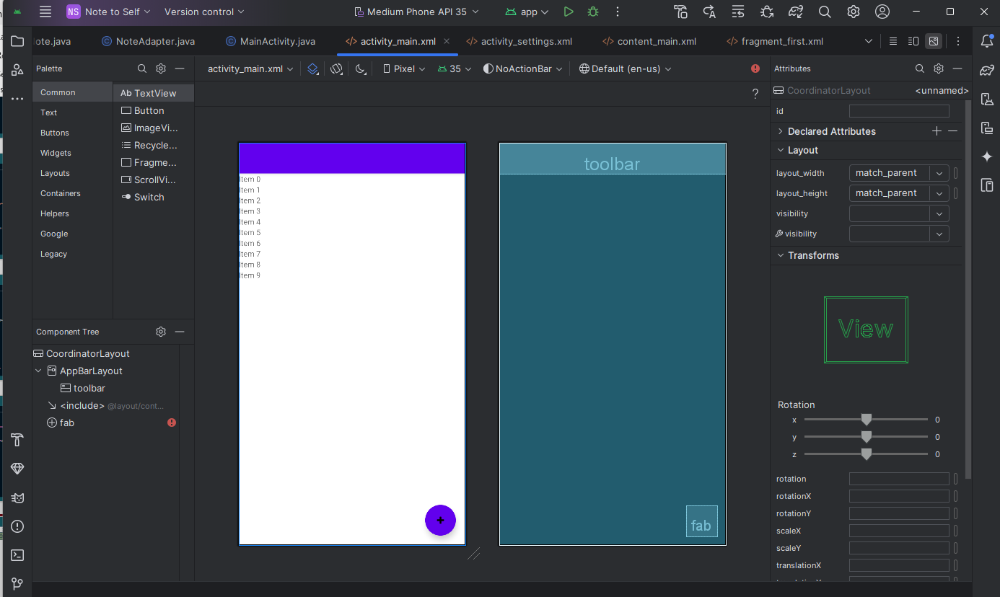 NS Note to Self Version control Medium Phone API 35 app
ote.java NoteAdapter.java MainActivity.java activity_main.xml activity_settings.xml content_main.xml fragment_first.xml
Palette
activity_main.xml Pixel 35 NoActionBar Default (en-us)
Attributes
Common
Text
Buttons
Widgets
Layouts
Containers
Helpers
Google
Legacy
Ab TextView
Button
ImageVi...
Recycle...
Fragme...
ScrollVi...
Switch
?
Component Tree
CoordinatorLayout
AppBarLayout
toolbar
<include> @layout/cont...
fab
Item 0
Item 1
Item 2
Item 3
Item 4
Item 5
Item 6
Item 7
Item 8
Item 9
+
toolbar
fab
CoordinatorLayout <unnamed>
id
Declared Attributes
Layout
layout_width match_parent
layout_height match_parent
visibility
visibility
Transforms
View
Rotation
x 0
y 0
z 0
rotation
rotationX
rotationY
scaleX
scaleY
translationX